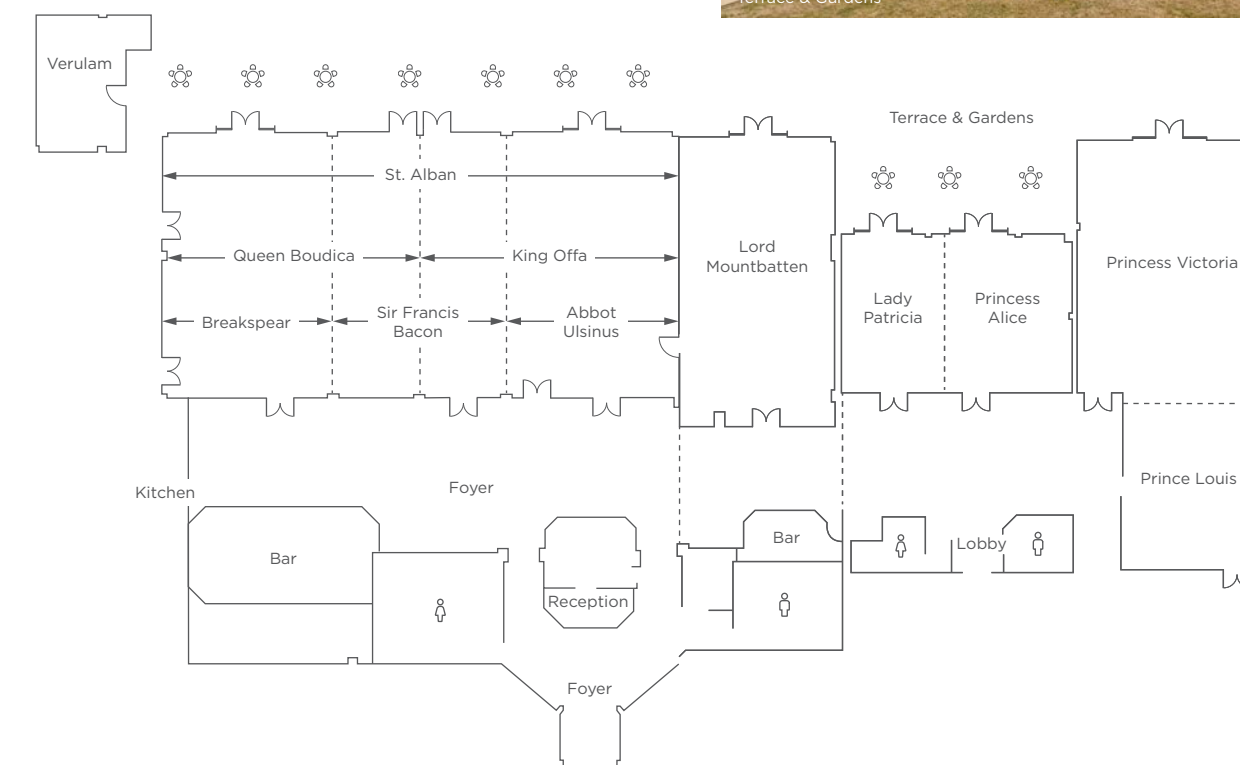 Terrace & Gardens
Verulam
Terrace & Gardens
St. Alban
Queen Boudica
King Offa
Lord
Mountbatten
Princess Victoria
Breakspear
Sir Francis
Bacon
Abbot
Ulsinus
Lady
Patricia
Princess
Alice
Kitchen
Foyer
Prince Louis
Bar
Bar
Lobby
Reception
Foyer